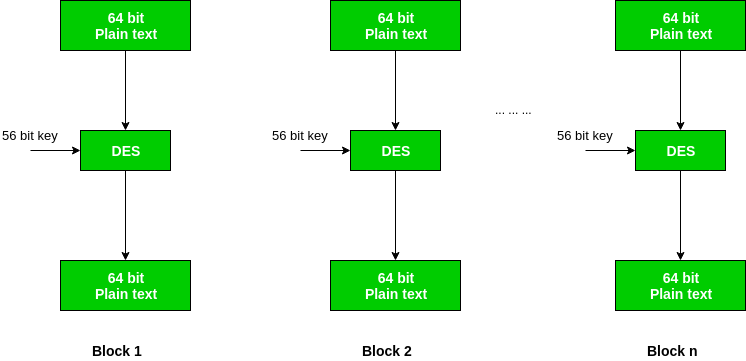 64 bit
Plain text
64 bit
Plain text
64 bit
Plain text
... ... ...
56 bit key
56 bit key
56 bit key
DES
DES
DES
64 bit
Plain text
64 bit
Plain text
64 bit
Plain text
Block 1
Block 2
Block n